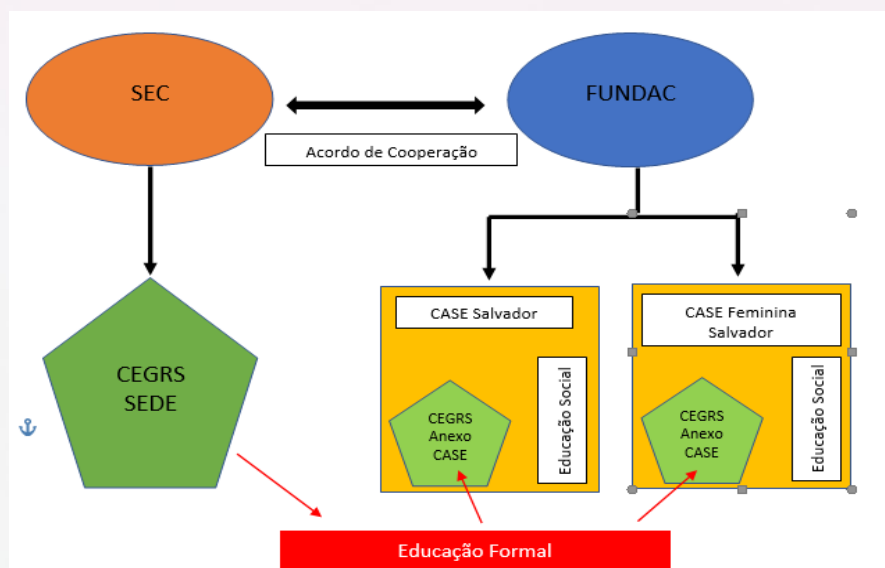 SEC
FUNDAC
Acordo de Cooperação
CEGRS
SEDE
CASE Salvador
CEGRS
Anexo
CASE
Educação Social
CASE Feminina
Salvador
CEGRS
Anexo
CASE
Educação Social
Educação Formal